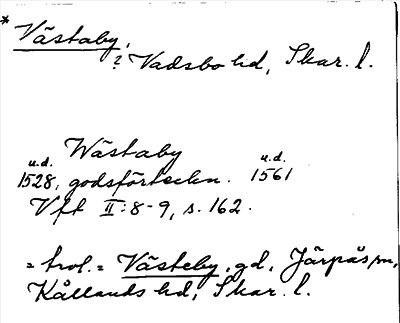 * Västaby,
? Vadsbo hd, Skar. l.
Wästaby
u.d. u.d.
1528, godsförteckn. 1561
Vft II:8-9, s. 162.
= trol. = Västeby, gd, Järpås sn,
Kållands hd, Skar. l.